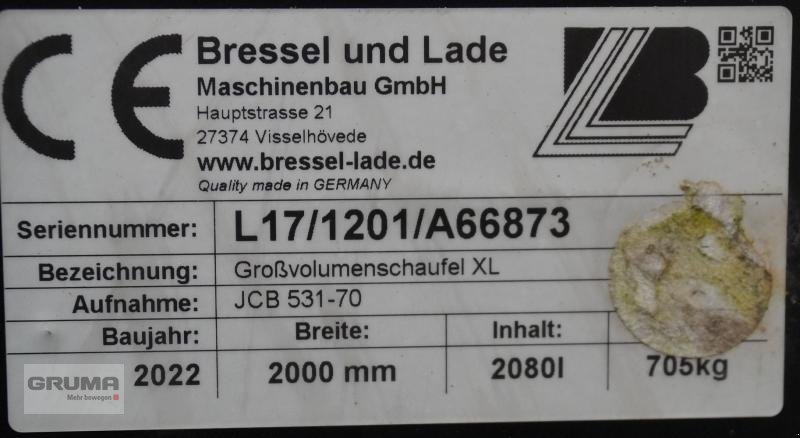 CE
Bressel und Lade
Maschinenbau GmbH
Hauptstrasse 21
27374 Visselhövede
www.bressel-lade.de
Quality made in GERMANY
LB
Seriennummer: L17/1201/A66873
Bezeichnung: Großvolumenschaufel XL
Aufnahme: JCB 531-70
Baujahr: Breite: Inhalt:
2022 2000 mm 2080l 705kg
GRUMA
Mehr bewegen